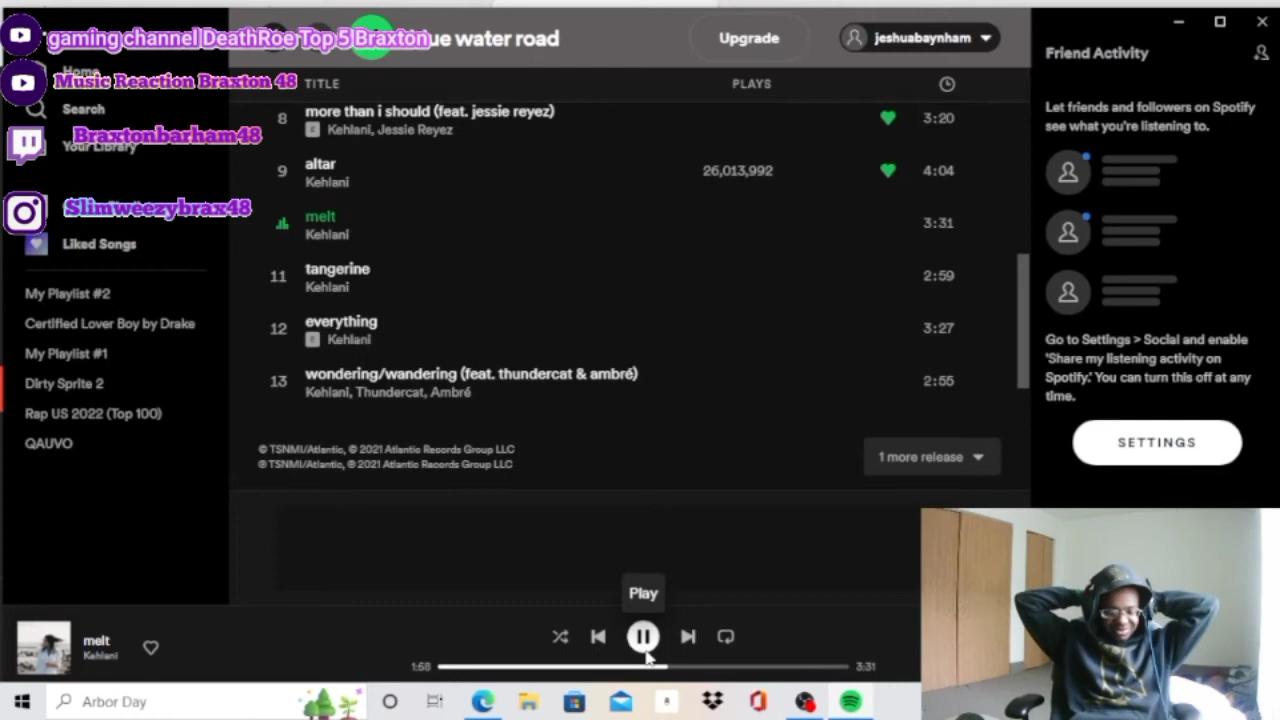 gaming channel DeathRoe Top 5 Braxton
ue water road
Upgrade
jeshuabaynham
Friend Activity
Home
Music Reaction Braxton 48
TITLE
PLAYS
Search
Braxtonbarham48
Your Library
Slimweezybrax48
Liked Songs
My Playlist #2
Certified Lover Boy by Drake
My Playlist #1
Dirty Sprite 2
Rap US 2022 (Top 100)
QAUVO
8 more than i should (feat. jessie reyez) 3:20
E Kehlani, Jessie Reyez
9 altar 26,013,992 4:04
Kehlani
melt 3:31
Kehlani
11 tangerine 2:59
Kehlani
12 everything 3:27
E Kehlani
13 wondering/wandering (feat. thundercat & ambré) 2:55
Kehlani, Thundercat, Ambré
© TSNMI/Atlantic, © 2021 Atlantic Records Group LLC
℗ TSNMI/Atlantic, ℗ 2021 Atlantic Records Group LLC
1 more release
Let friends and followers on Spotify
see what you're listening to.
Go to Settings > Social and enable
'Share my listening activity on
Spotify.' You can turn this off at any
time.
SETTINGS
Play
melt
Kehlani
1:58
3:31
Arbor Day